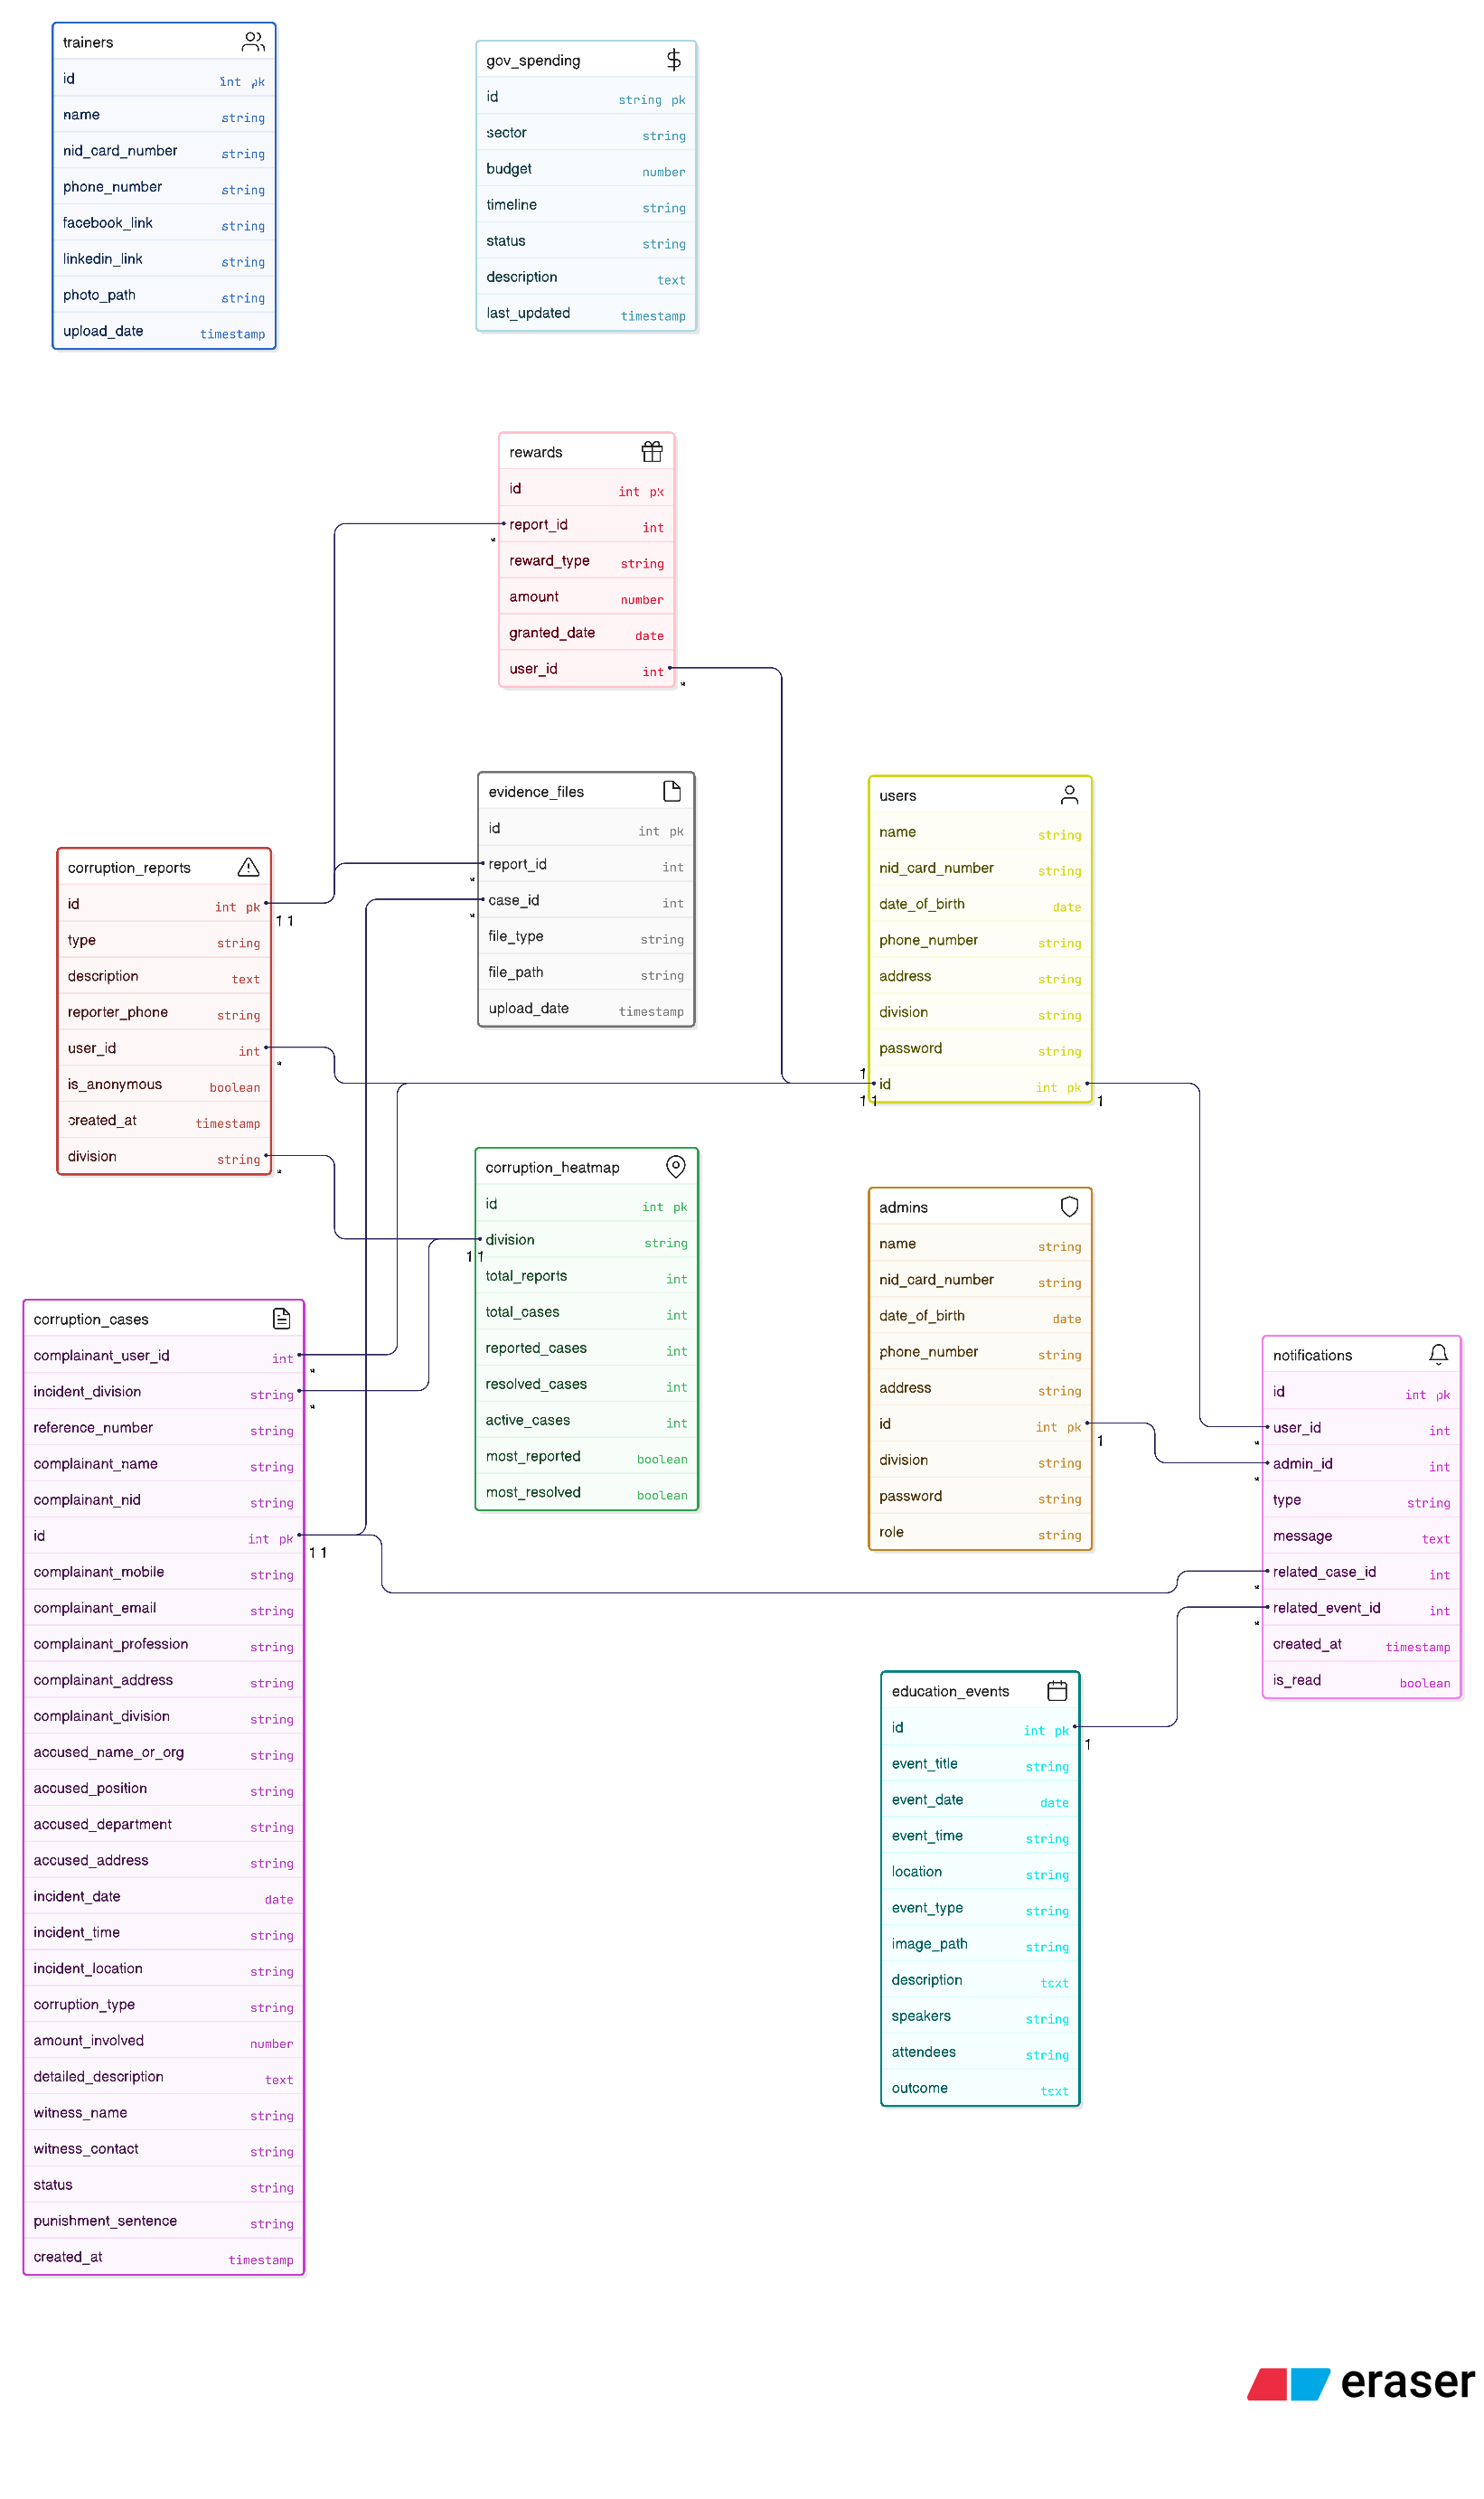 trainers
id int pk
name string
nid_card_number string
phone_number string
facebook_link string
linkedin_link string
photo_path string
upload_date timestamp
gov_spending
id string pk
sector string
budget number
timeline string
status string
description text
last_updated timestamp
rewards
id int pk
report_id int
*
reward_type string
amount number
granted_date date
user_id int
*
evidence_files
id int pk
report_id int
*
case_id int
*
file_type string
file_path string
upload_date timestamp
users
name string
nid_card_number string
date_of_birth date
phone_number string
address string
division string
password string
1
id int pk
1 1 1
corruption_reports
id int pk
1 1
type string
description text
reporter_phone string
user_id int
*
is_anonymous boolean
created_at timestamp
division string
*
corruption_heatmap
id int pk
division string
1 1
total_reports int
total_cases int
reported_cases int
resolved_cases int
active_cases int
most_reported boolean
most_resolved boolean
admins
name string
nid_card_number string
date_of_birth date
phone_number string
address string
id int pk
1
division string
password string
role string
corruption_cases
complainant_user_id int
*
incident_division string
*
reference_number string
complainant_name string
complainant_nid string
id int pk
1 1
complainant_mobile string
complainant_email string
complainant_profession string
complainant_address string
complainant_division string
accused_name_or_org string
accused_position string
accused_department string
accused_address string
incident_date date
incident_time string
incident_location string
corruption_type string
amount_involved number
detailed_description text
witness_name string
witness_contact string
status string
punishment_sentence string
created_at timestamp
notifications
id int pk
user_id int
*
admin_id int
*
type string
message text
related_case_id int
*
related_event_id int
*
created_at timestamp
is_read boolean
education_events
id int pk
1
event_title string
event_date date
event_time string
location string
event_type string
image_path string
description text
speakers string
attendees string
outcome text
eraser